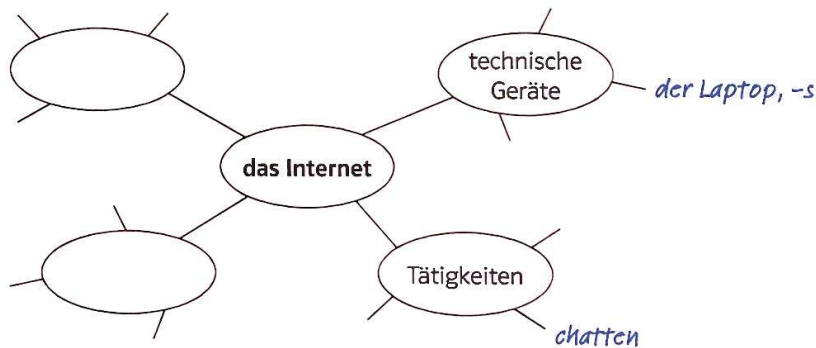 technische
Geräte
der Laptop, -s
das Internet
Tätigkeiten
chatten